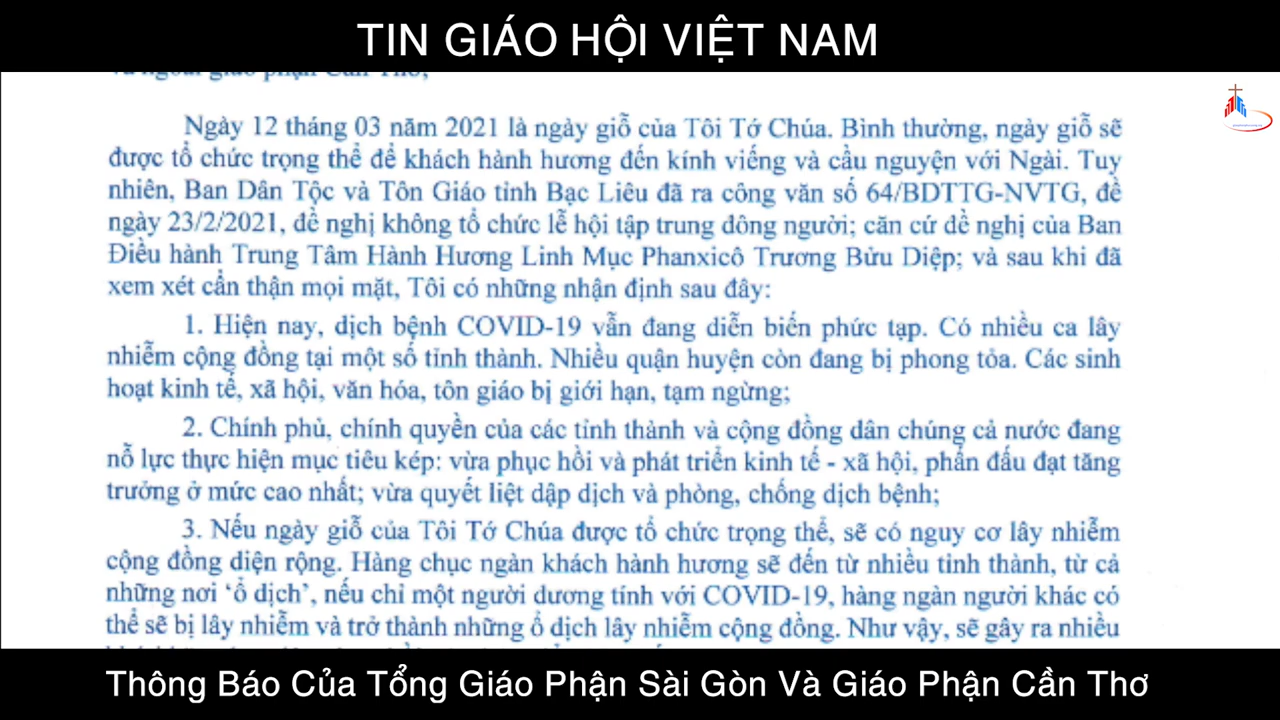 TIN GIÁO HỘI VIỆT NAM
và ngoài giáo phận Cần Thơ;
Ngày 12 tháng 03 năm 2021 là ngày giỗ của Tôi Tớ Chúa. Bình thường, ngày giỗ sẽ
được tổ chức trọng thể để khách hành hương đến kính viếng và cầu nguyện với Ngài. Tuy
nhiên, Ban Dân Tộc và Tôn Giáo tỉnh Bạc Liêu đã ra công văn số 64/BDTTG-NVTG, đề
ngày 23/2/2021, đề nghị không tổ chức lễ hội tập trung đông người; căn cứ đề nghị của Ban
Điều hành Trung Tâm Hành Hương Linh Mục Phanxicô Trương Bửu Diệp; và sau khi đã
xem xét cẩn thận mọi mặt, Tôi có những nhận định sau đây:
1. Hiện nay, dịch bệnh COVID-19 vẫn đang diễn biến phức tạp. Có nhiều ca lây
nhiễm cộng đồng tại một số tỉnh thành. Nhiều quận huyện còn đang bị phong tỏa. Các sinh
hoạt kinh tế, xã hội, văn hóa, tôn giáo bị giới hạn, tạm ngừng;
2. Chính phủ, chính quyền của các tỉnh thành và cộng đồng dân chúng cả nước đang
nỗ lực thực hiện mục tiêu kép: vừa phục hồi và phát triển kinh tế - xã hội, phấn đấu đạt tăng
trưởng ở mức cao nhất; vừa quyết liệt dập dịch và phòng, chống dịch bệnh;
3. Nếu ngày giỗ của Tôi Tớ Chúa được tổ chức trọng thể, sẽ có nguy cơ lây nhiễm
cộng đồng diện rộng. Hàng chục ngàn khách hành hương sẽ đến từ nhiều tỉnh thành, từ cả
những nơi ‘ổ dịch’, nếu chỉ một người dương tính với COVID-19, hàng ngàn người khác có
thể sẽ bị lây nhiễm và trở thành những ổ dịch lây nhiễm cộng đồng. Như vậy, sẽ gây ra nhiều
Thông Báo Của Tổng Giáo Phận Sài Gòn Và Giáo Phận Cần Thơ